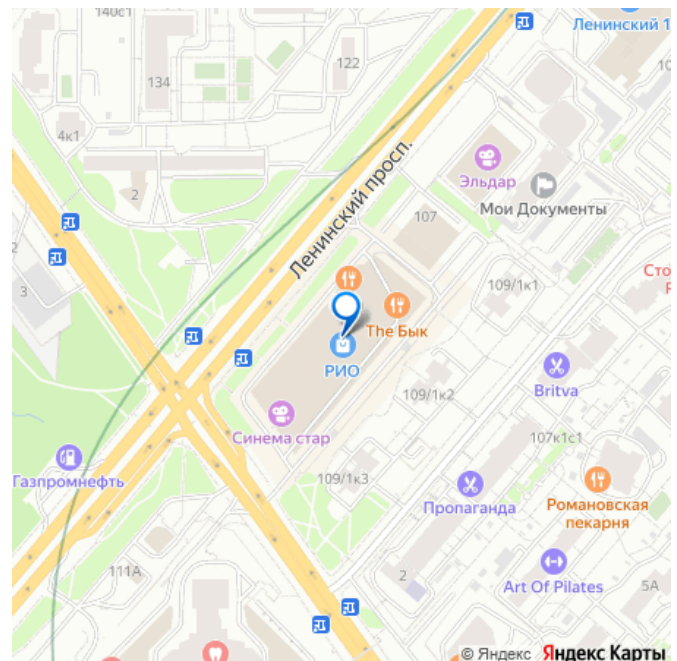 140с1
Ленинский 1
134
122
10
4к1
Эльдар
2
107
Мои Документы
Ленинский просп.
2
Сто
R
3
109/1к1
The Бык
РИО
Britva
109/1к2
Синема стар
107к1с1
Газпромнефть
109/1к3
Пропаганда
Романовская
пекарня
111А
2
Art Of Pilates
5А
© Яндекс Яндекс Карты